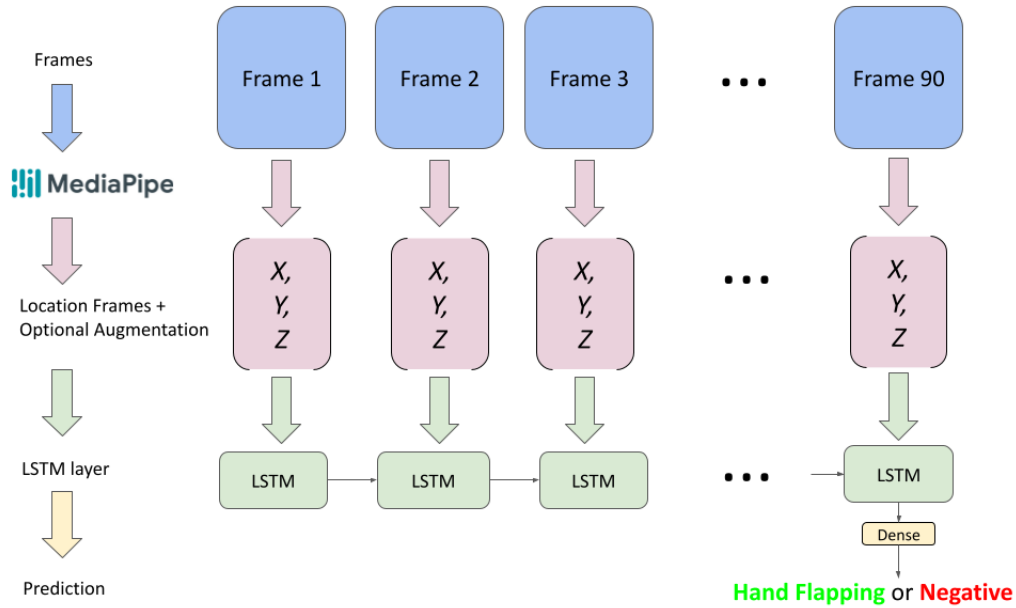 Frames
Frame 1
Frame 2
Frame 3
...
Frame 90
MediaPipe
Location Frames +
Optional Augmentation
X,
Y,
Z
X,
Y,
Z
X,
Y,
Z
...
X,
Y,
Z
LSTM layer
LSTM
LSTM
LSTM
...
LSTM
Dense
Prediction
Hand Flapping or Negative